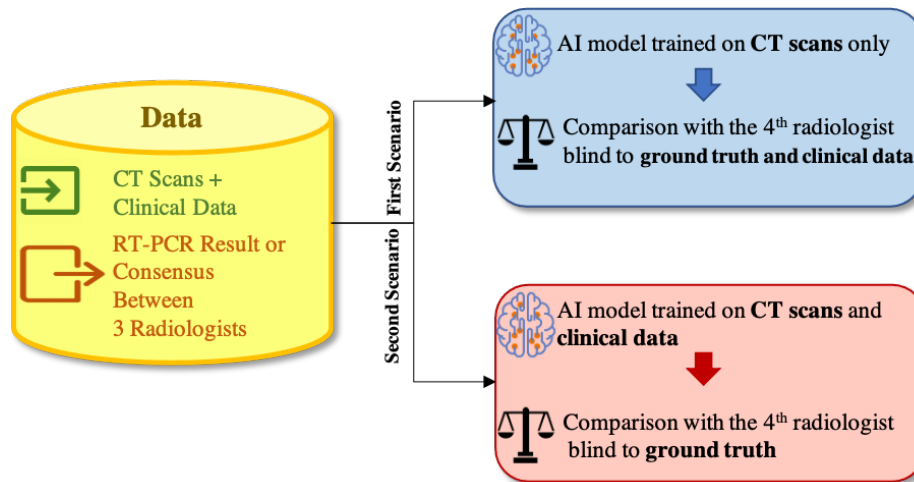 Data
CT Scans +
Clinical Data
RT-PCR Result or
Consensus
Between
3 Radiologists
First Scenario
Second Scenario
AI model trained on CT scans only
Comparison with the 4th radiologist
blind to ground truth and clinical data
AI model trained on CT scans and
clinical data
Comparison with the 4th radiologist
blind to ground truth